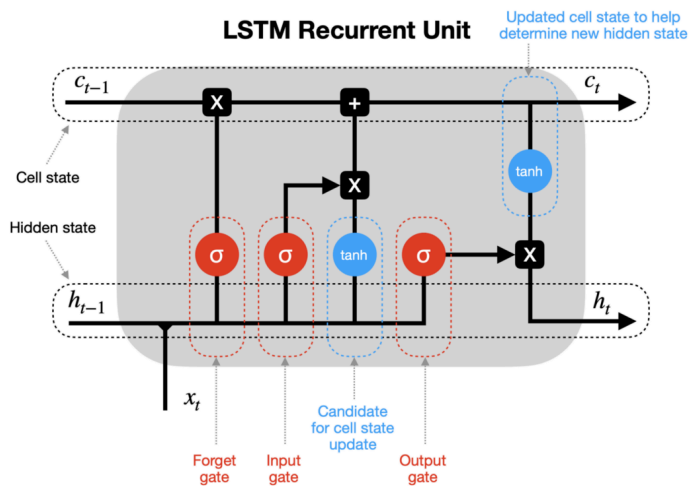 LSTM Recurrent Unit
Updated cell state to help
determine new hidden state
c_{t-1}
X
+
c_t
Cell state
tanh
X
Hidden state
σ
σ
tanh
σ
X
h_{t-1}
h_t
x_t
Candidate
for cell state
update
Forget
gate
Input
gate
Output
gate